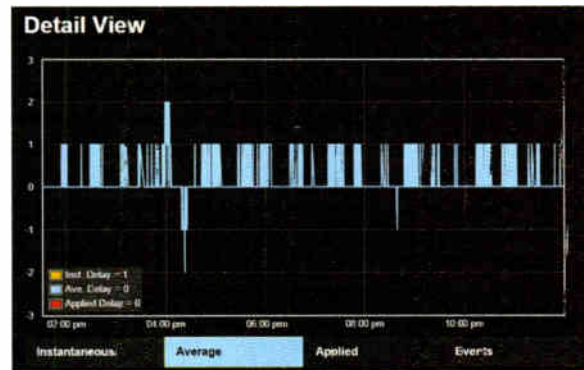 Detail View
3
2
1
0
-1
-2
-3
Inst. Delay = 1
Ave. Delay = 0
Applied Delay = 0
02:00 pm 04:00 pm 06:00 pm 08:00 pm 10:00 pm
Instantaneous Average Applied Events